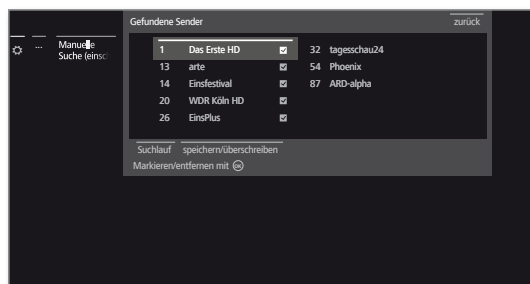 Gefundene Sender
zurück
... Manuelle
Suche (einsc
1 Das Erste HD
13 arte
14 Einsfestival
20 WDR Köln HD
26 EinsPlus
32 tagesschau24
54 Phoenix
87 ARD-alpha
Suchlauf speichern/überschreiben
Markieren/entfernen mit OK